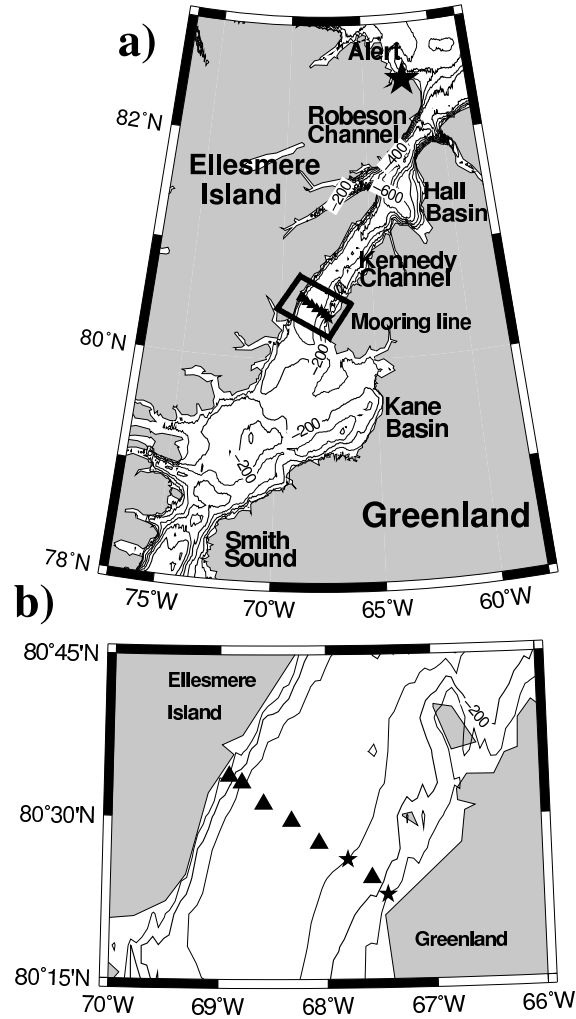 a)
Alert
82°N
Robeson
Channel
-400
Ellesmere
Island
-200
-600
Hall
Basin
Kennedy
Channel
Mooring line
80°N
-200
Kane
Basin
-200
-200
Greenland
Smith
Sound
78°N
75°W
70°W
65°W
60°W
b)
80°45'N
Ellesmere
Island
-200
80°30'N
Greenland
80°15'N
70°W
69°W
68°W
67°W
66°W